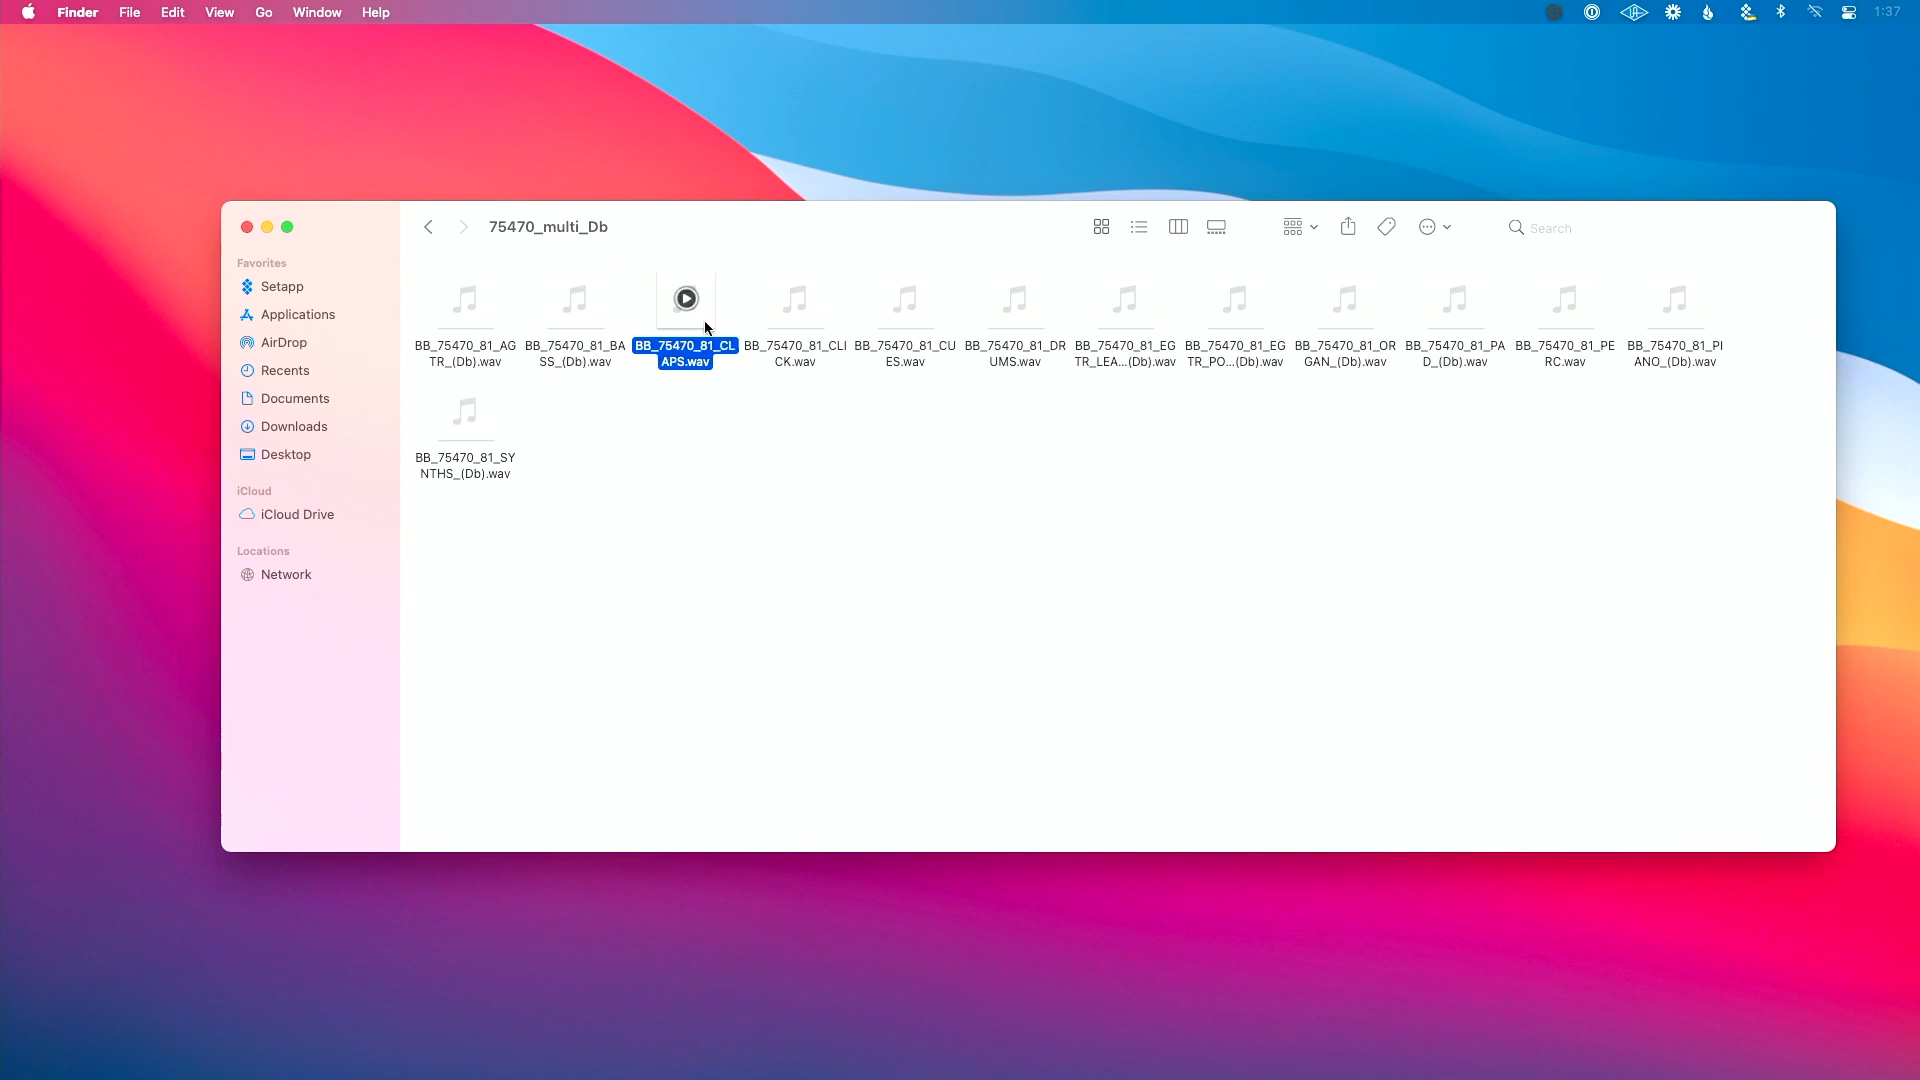 Finder File Edit View Go Window Help 1:37
75470_multi_Db
Search
Favorites
Setapp
Applications
AirDrop
Recents
Documents
Downloads
Desktop
iCloud
iCloud Drive
Locations
Network
BB_75470_81_AG
TR_(Db).wav
BB_75470_81_BA
SS_(Db).wav
BB_75470_81_CL
APS.wav
BB_75470_81_CLI
CK.wav
BB_75470_81_CU
ES.wav
BB_75470_81_DR
UMS.wav
BB_75470_81_EG
TR_LEA...(Db).wav
BB_75470_81_EG
TR_PO...(Db).wav
BB_75470_81_OR
GAN_(Db).wav
BB_75470_81_PA
D_(Db).wav
BB_75470_81_PE
RC.wav
BB_75470_81_PI
ANO_(Db).wav
BB_75470_81_SY
NTHS_(Db).wav